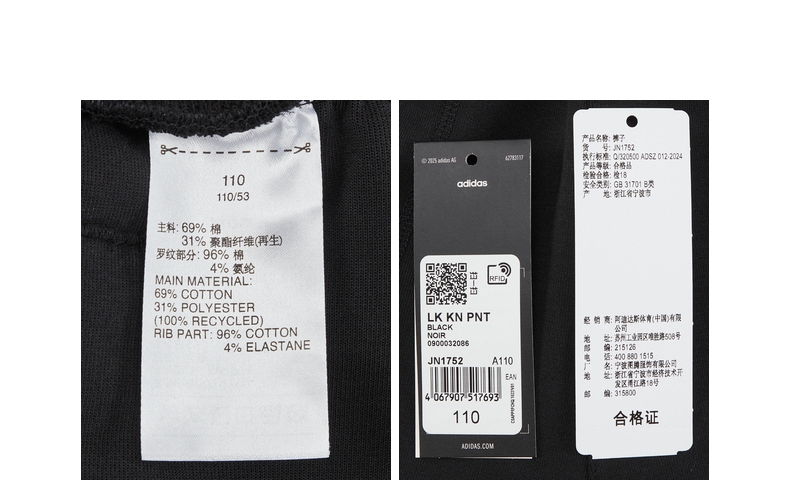 110
110/53
主料: 69% 棉
31% 聚酯纤维(再生)
罗纹部分: 96% 棉
4% 氨纶
MAIN MATERIAL:
69% COTTON
31% POLYESTER
(100% RECYCLED)
RIB PART: 96% COTTON
4% ELASTANE
© 2025 adidas AG 62783117
adidas
RFID
LK KN PNT
BLACK
NOIR
0900032086
JN1752 A110
EAN
4 067907 517693
110
ADIDAS.COM
产品名称: 裤子
货 号: JN1752
执行标准: Q/320500 ADSZ 012-2024
产品等级: 合格品
检验合格: 检18
安全类别: GB 31701 B类
产 地: 浙江省宁波市
经 销 商: 阿迪达斯体育(中国)有限
公司
地 址: 苏州工业园区唯胜路508号
邮 编: 215126
电 话: 400 880 1515
厂 名: 宁波图腾服饰有限公司
地 址: 浙江省宁波市经济技术开
发区甬江路18号
邮 编: 315800
合格证